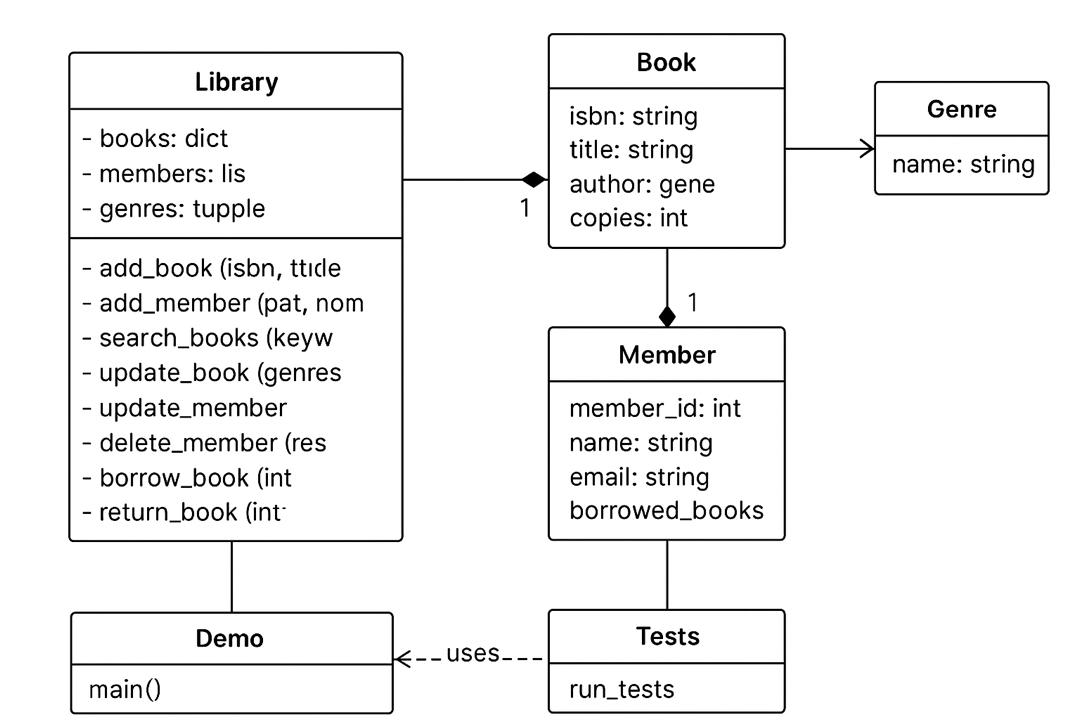 Library
- books: dict
- members: lis
- genres: tupple
- add_book (isbn,
- add_member (pat, nom
- search_books (keyw
- update_book (genres
- update_member
- delete_member (res
- borrow_book (int
- return_book (int
Book
isbn: string
title: string
author: gene
copies: int
1
Genre
name: string
1
Member
member_id: int
name: string
email: string
borrowed_books
Demo
main()
uses
Tests
run_tests